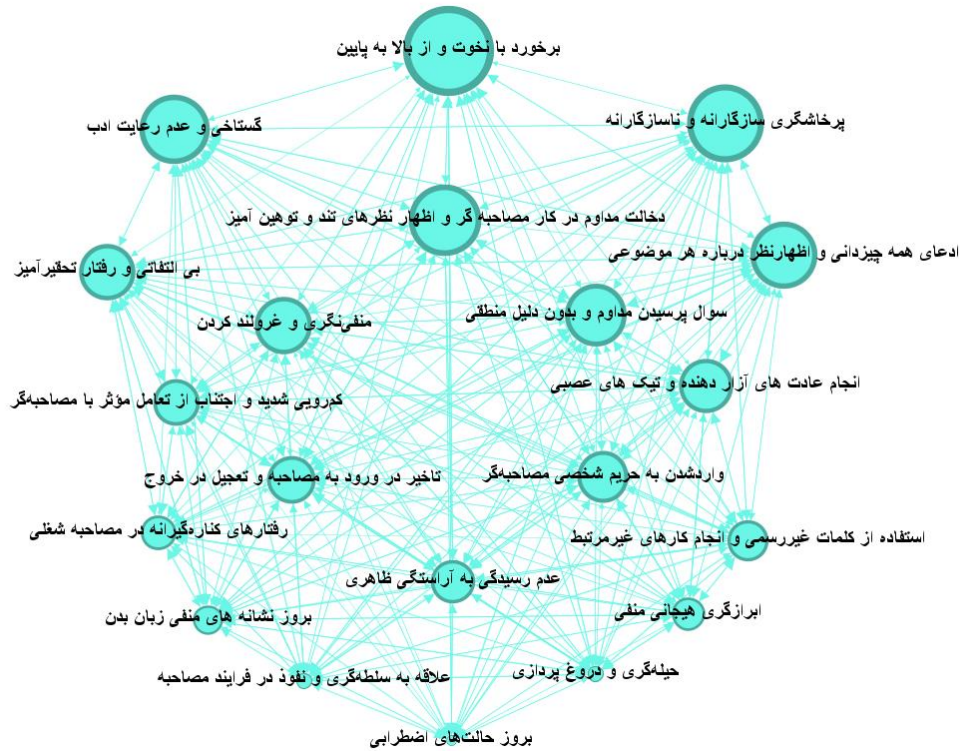 برخورد با نخوت و از بالا به پایین
پرخاشگری سازگارانه و ناسازگارانه
گستاخی و عدم رعایت ادب
دخالت مداوم در کار مصاحبه گر و اظهار نظرهای تند و توهین آمیز
ادعای همه چیزدانی و اظهارنظر درباره هر موضوعی
بی التفاتی و رفتار تحقیرآمیز
سوال پرسیدن مداوم و بدون دلیل منطقی
منفی‌نگری و غرولند کردن
انجام عادت های آزار دهنده و تیک های عصبی
کم‌رویی شدید و اجتناب از تعامل مؤثر با مصاحبه‌گر
واردشدن به حریم شخصی مصاحبه‌گر
تاخیر در ورود به مصاحبه و تعجیل در خروج
استفاده از کلمات غیررسمی و انجام کارهای غیرمرتبط
رفتارهای کناره‌گیرانه در مصاحبه شغلی
عدم رسیدگی به آراستگی ظاهری
ابرازگری هیجانی منفی
بروز نشانه های منفی زبان بدن
حیله‌گری و دروغ پردازی
علاقه به سلطه‌گری و نفوذ در فرایند مصاحبه
بروز حالت‌های اضطرابی